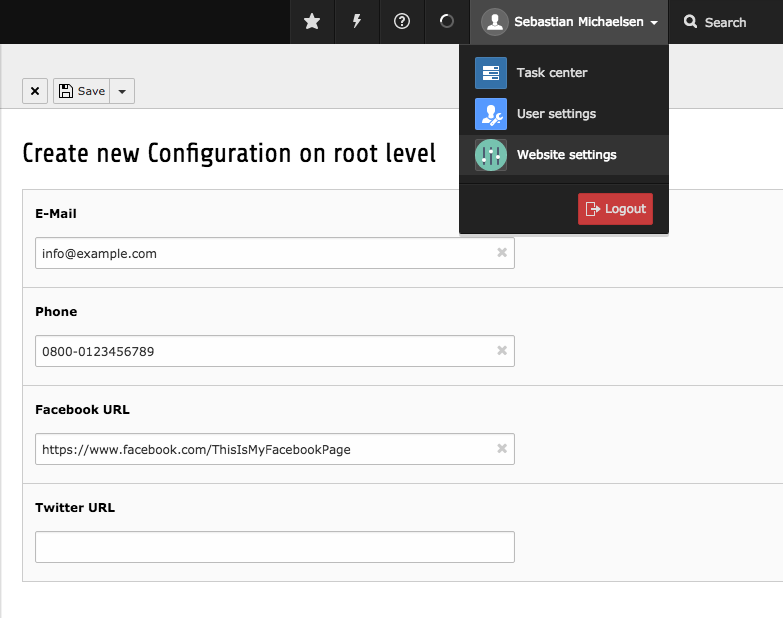 Sebastian Michaelsen
Search
Task center
User settings
Website settings
Logout
Save
Create new Configuration on root level
E-Mail
info@example.com
Phone
0800-0123456789
Facebook URL
https://www.facebook.com/ThisIsMyFacebookPage
Twitter URL